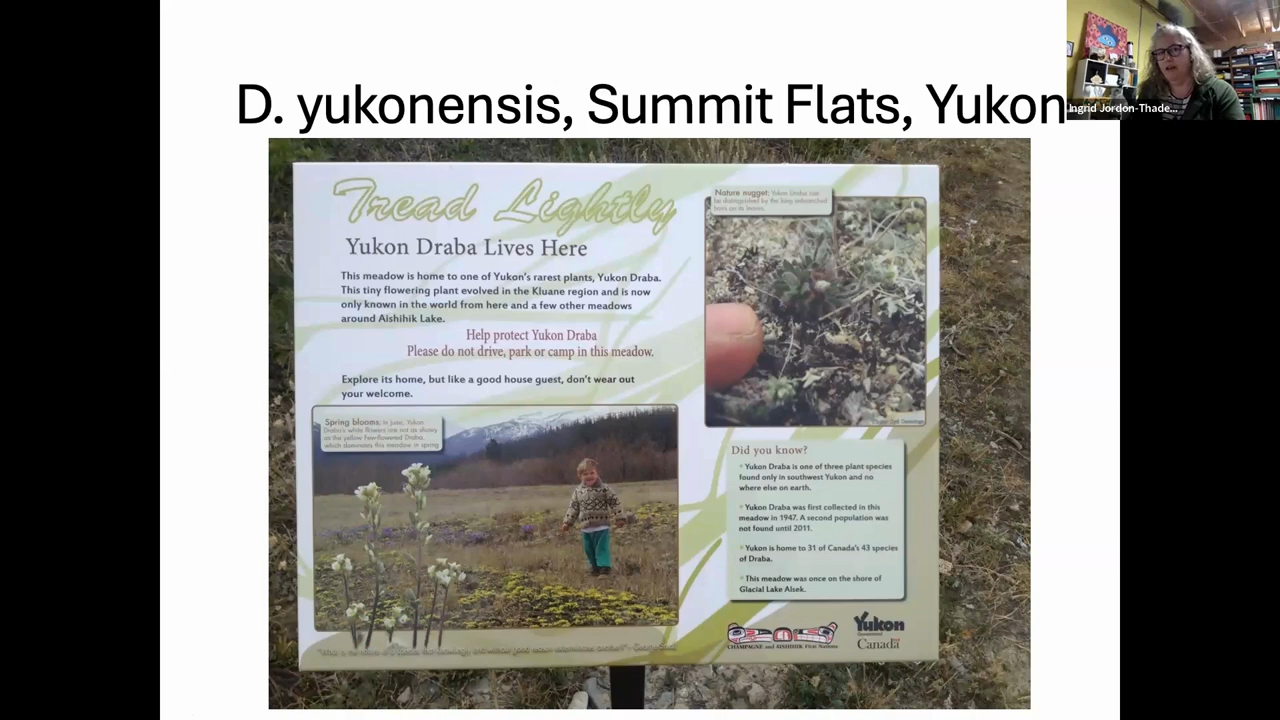 D. yukonensis, Summit Flats, Yukon
Ingrid Jordon-Thade...
Tread Lightly
Yukon Draba Lives Here
This meadow is home to one of Yukon's rarest plants, Yukon Draba.
This tiny flowering plant evolved in the Kluane region and is now
only known in the world from here and a few other meadows
around Aishihik Lake.
Help protect Yukon Draba
Please do not drive, park or camp in this meadow.
Explore its home, but like a good house guest, don't wear out
your welcome.
Nature nugget: Yukon Draba can
be distinguished by the long unbranched
hairs on its leaves.
Spring blooms: In June, Yukon
Draba's white flowers are not as showy
as the yellow Few-flowered Draba,
which dominates this meadow in spring
Did you know?
Yukon Draba is one of three plant species
found only in southwest Yukon and no
where else on earth.
Yukon Draba was first collected in this
meadow in 1947. A second population was
not found until 2011.
Yukon is home to 31 of Canada's 43 species
of Draba.
This meadow was once on the shore of
Glacial Lake Alsek.
CHAMPAGNE and AISHIHIK First Nations
Yukon
Government
Canada